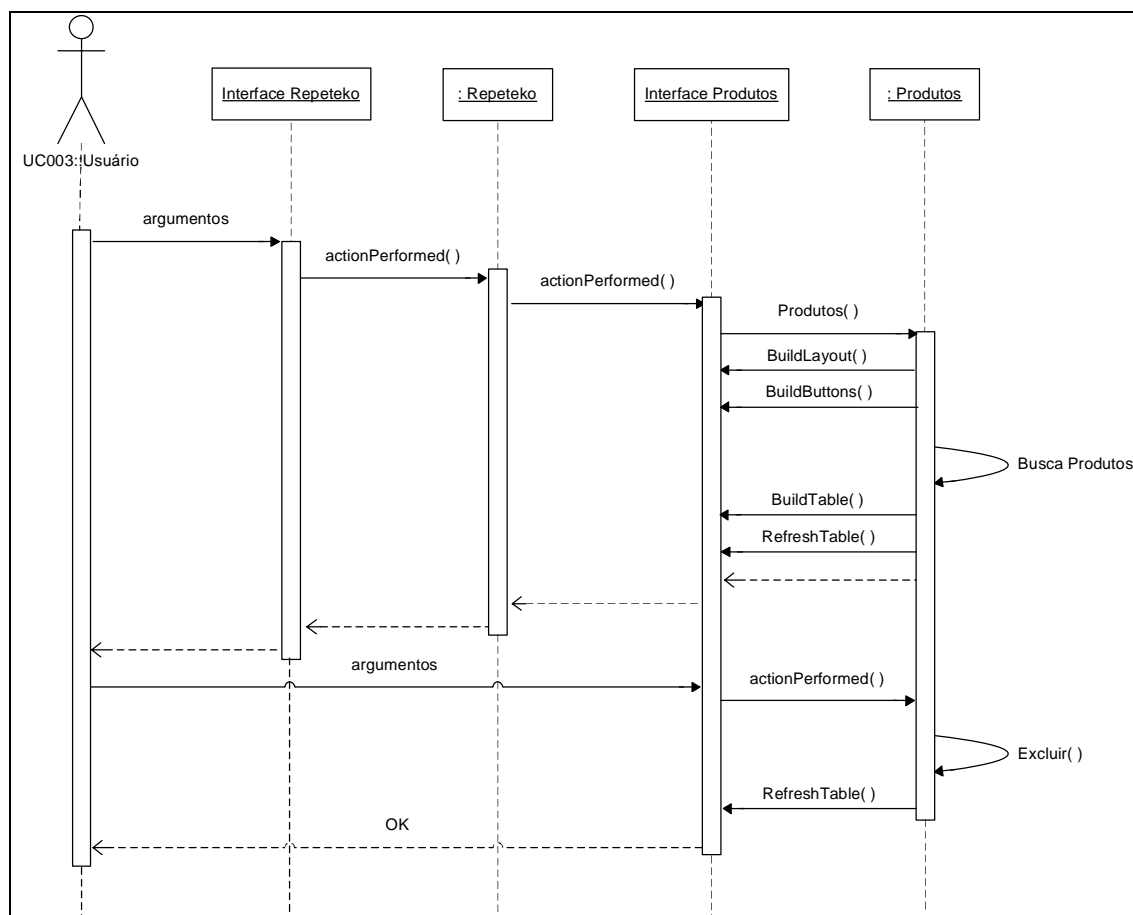 Interface Repeteko
: Repeteko
Interface Produtos
: Produtos
UC003::Usuário
argumentos
actionPerformed( )
actionPerformed( )
Produtos( )
BuildLayout( )
BuildButtons( )
Busca Produtos
BuildTable( )
RefreshTable( )
argumentos
actionPerformed( )
Excluir( )
RefreshTable( )
OK